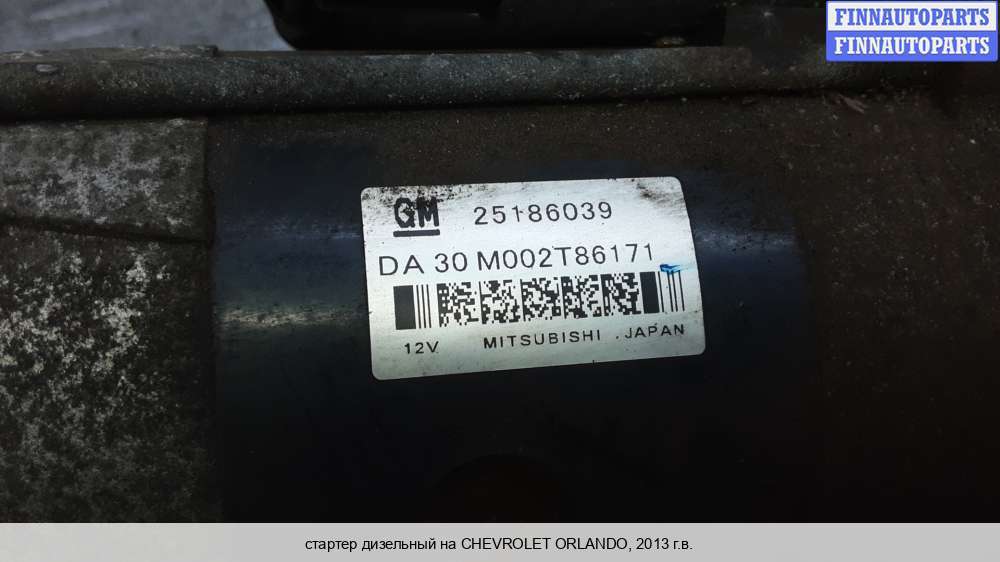 FINNAUTOPARTS
FINNAUTOPARTS
GM 25186039
DA 30 M002T86171
12V MITSUBISHI JAPAN
стартер дизельный на CHEVROLET ORLANDO, 2013 г.в.